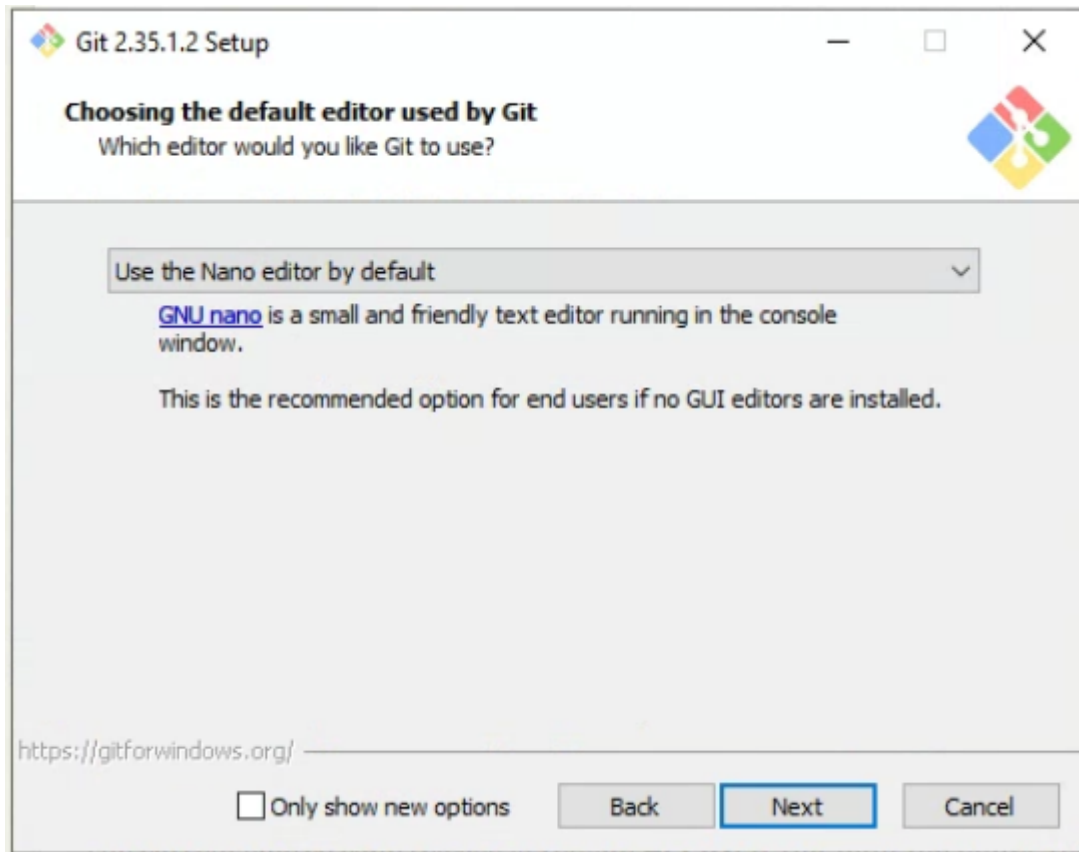 Git 2.35.1.2 Setup
Choosing the default editor used by Git
Which editor would you like Git to use?
Use the Nano editor by default
GNU nano is a small and friendly text editor running in the console
window.
This is the recommended option for end users if no GUI editors are installed.
https://gitforwindows.org/
Only show new options
Back
Next
Cancel